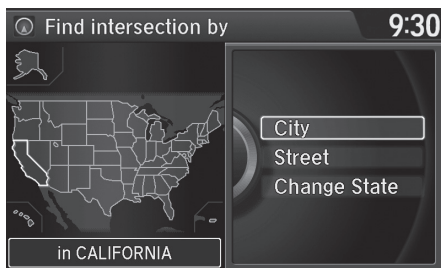 Find intersection by
9:30
City
Street
Change State
in CALIFORNIA